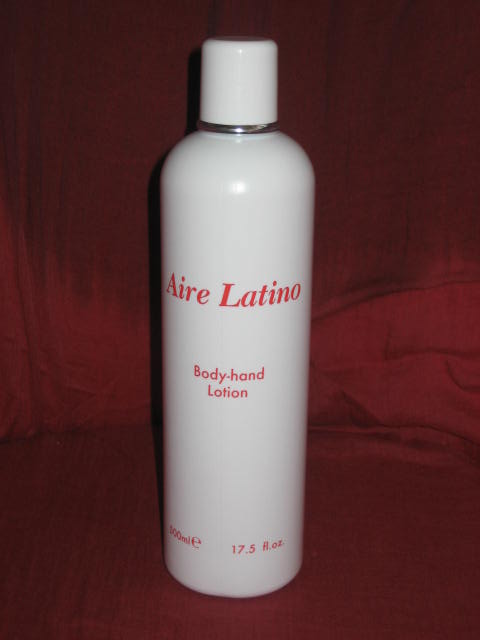 Aire Latino
Body-hand
Lotion
500ml℮ 17.5 fl.oz.